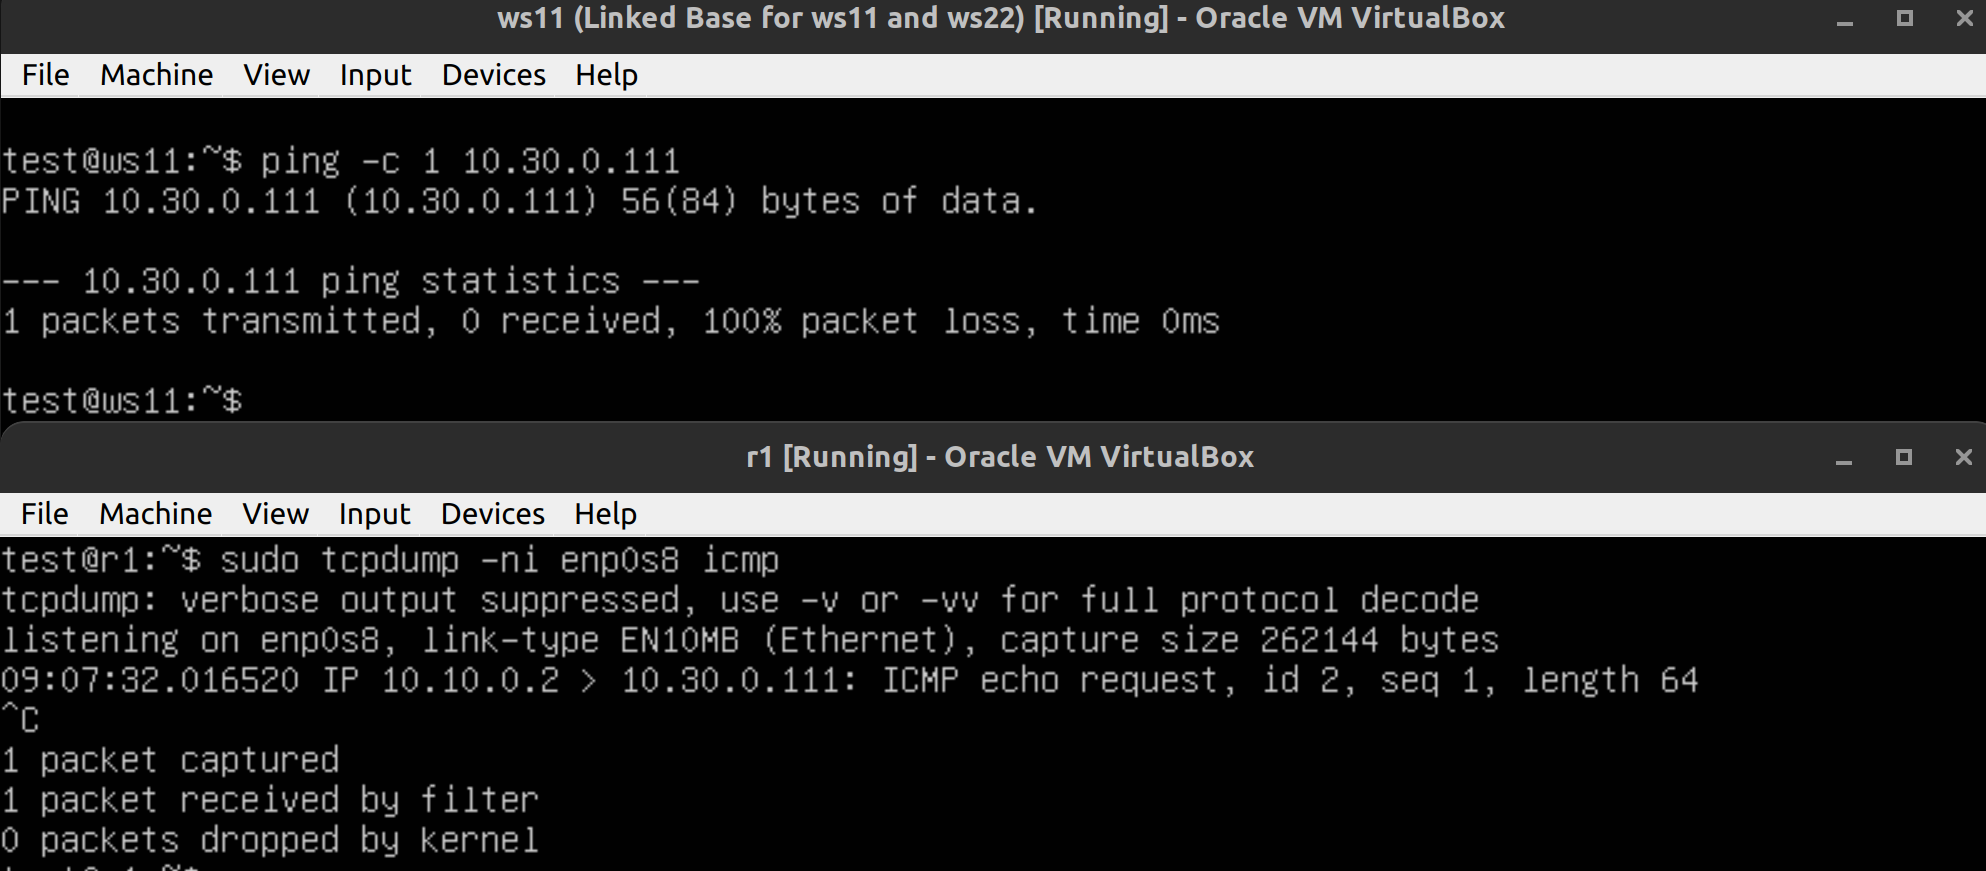 ws11 (Linked Base for ws11 and ws22) [Running] - Oracle VM VirtualBox
File Machine View Input Devices Help
test@ws11:~$ ping -c 1 10.30.0.111
PING 10.30.0.111 (10.30.0.111) 56(84) bytes of data.
--- 10.30.0.111 ping statistics ---
1 packets transmitted, 0 received, 100% packet loss, time 0ms
test@ws11:~$
r1 [Running] - Oracle VM VirtualBox
File Machine View Input Devices Help
test@r1:~$ sudo tcpdump -ni enp0s8 icmp
tcpdump: verbose output suppressed, use -v or -vv for full protocol decode
listening on enp0s8, link-type EN10MB (Ethernet), capture size 262144 bytes
09:07:32.016520 IP 10.10.0.2 > 10.30.0.111: ICMP echo request, id 2, seq 1, length 64
^C
1 packet captured
1 packet received by filter
0 packets dropped by kernel